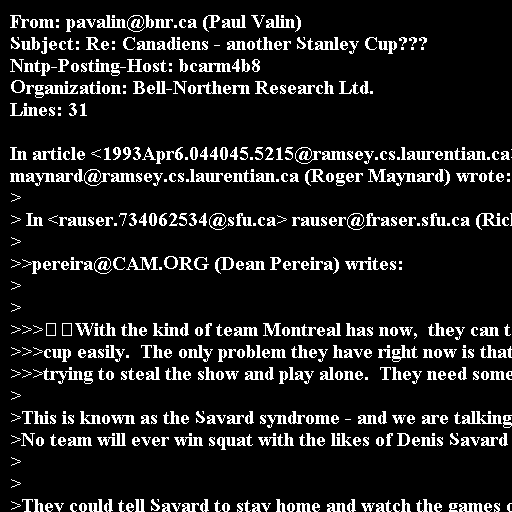 From: pavalin@bnr.ca (Paul Valin)
Subject: Re: Canadiens - another Stanley Cup???
Nntp-Posting-Host: bcarm4b8
Organization: Bell-Northern Research Ltd.
Lines: 31

In article <1993Apr6.044045.5215@ramsey.cs.laurentian.ca>
maynard@ramsey.cs.laurentian.ca (Roger Maynard) wrote:
>
> In <rauser.734062534@sfu.ca> rauser@fraser.sfu.ca (Ric
>
>>pereira@CAM.ORG (Dean Pereira) writes:
>
>
>>>□□With the kind of team Montreal has now,  they can t
>>>cup easily.  The only problem they have right now is that
>>>trying to steal the show and play alone.  They need some
>
>This is known as the Savard syndrome - and we are talking
>No team will ever win squat with the likes of Denis Savard
>
>
>They could tell Savard to stay home and watch the games